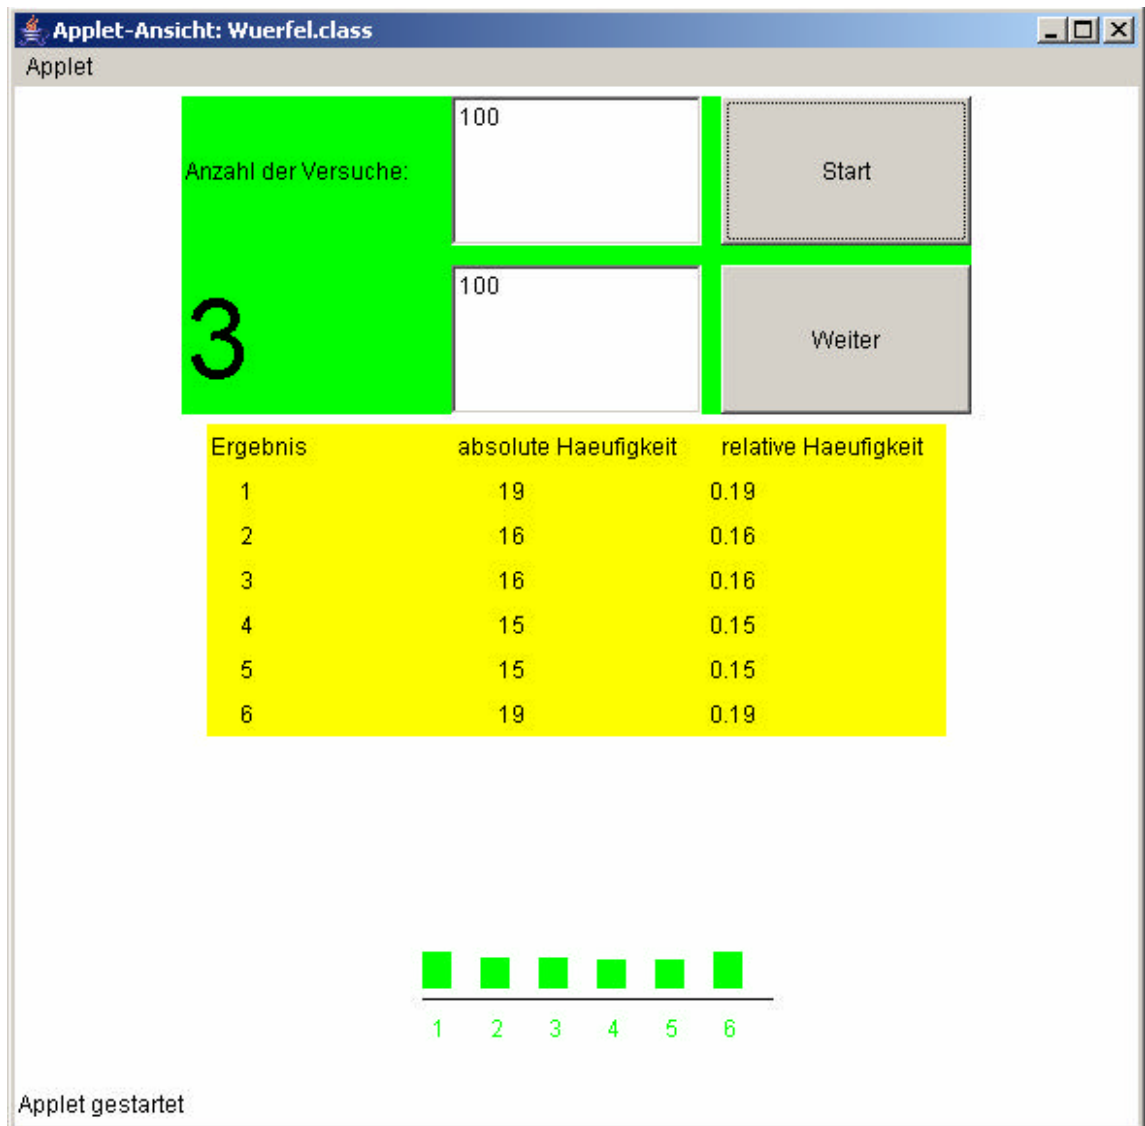 Applet-Ansicht: Wuerfel.class
Applet
100
Anzahl der Versuche:
Start
100
3
Weiter
Ergebnis absolute Haeufigkeit relative Haeufigkeit
1 19 0.19
2 16 0.16
3 16 0.16
4 15 0.15
5 15 0.15
6 19 0.19
1 2 3 4 5 6
Applet gestartet